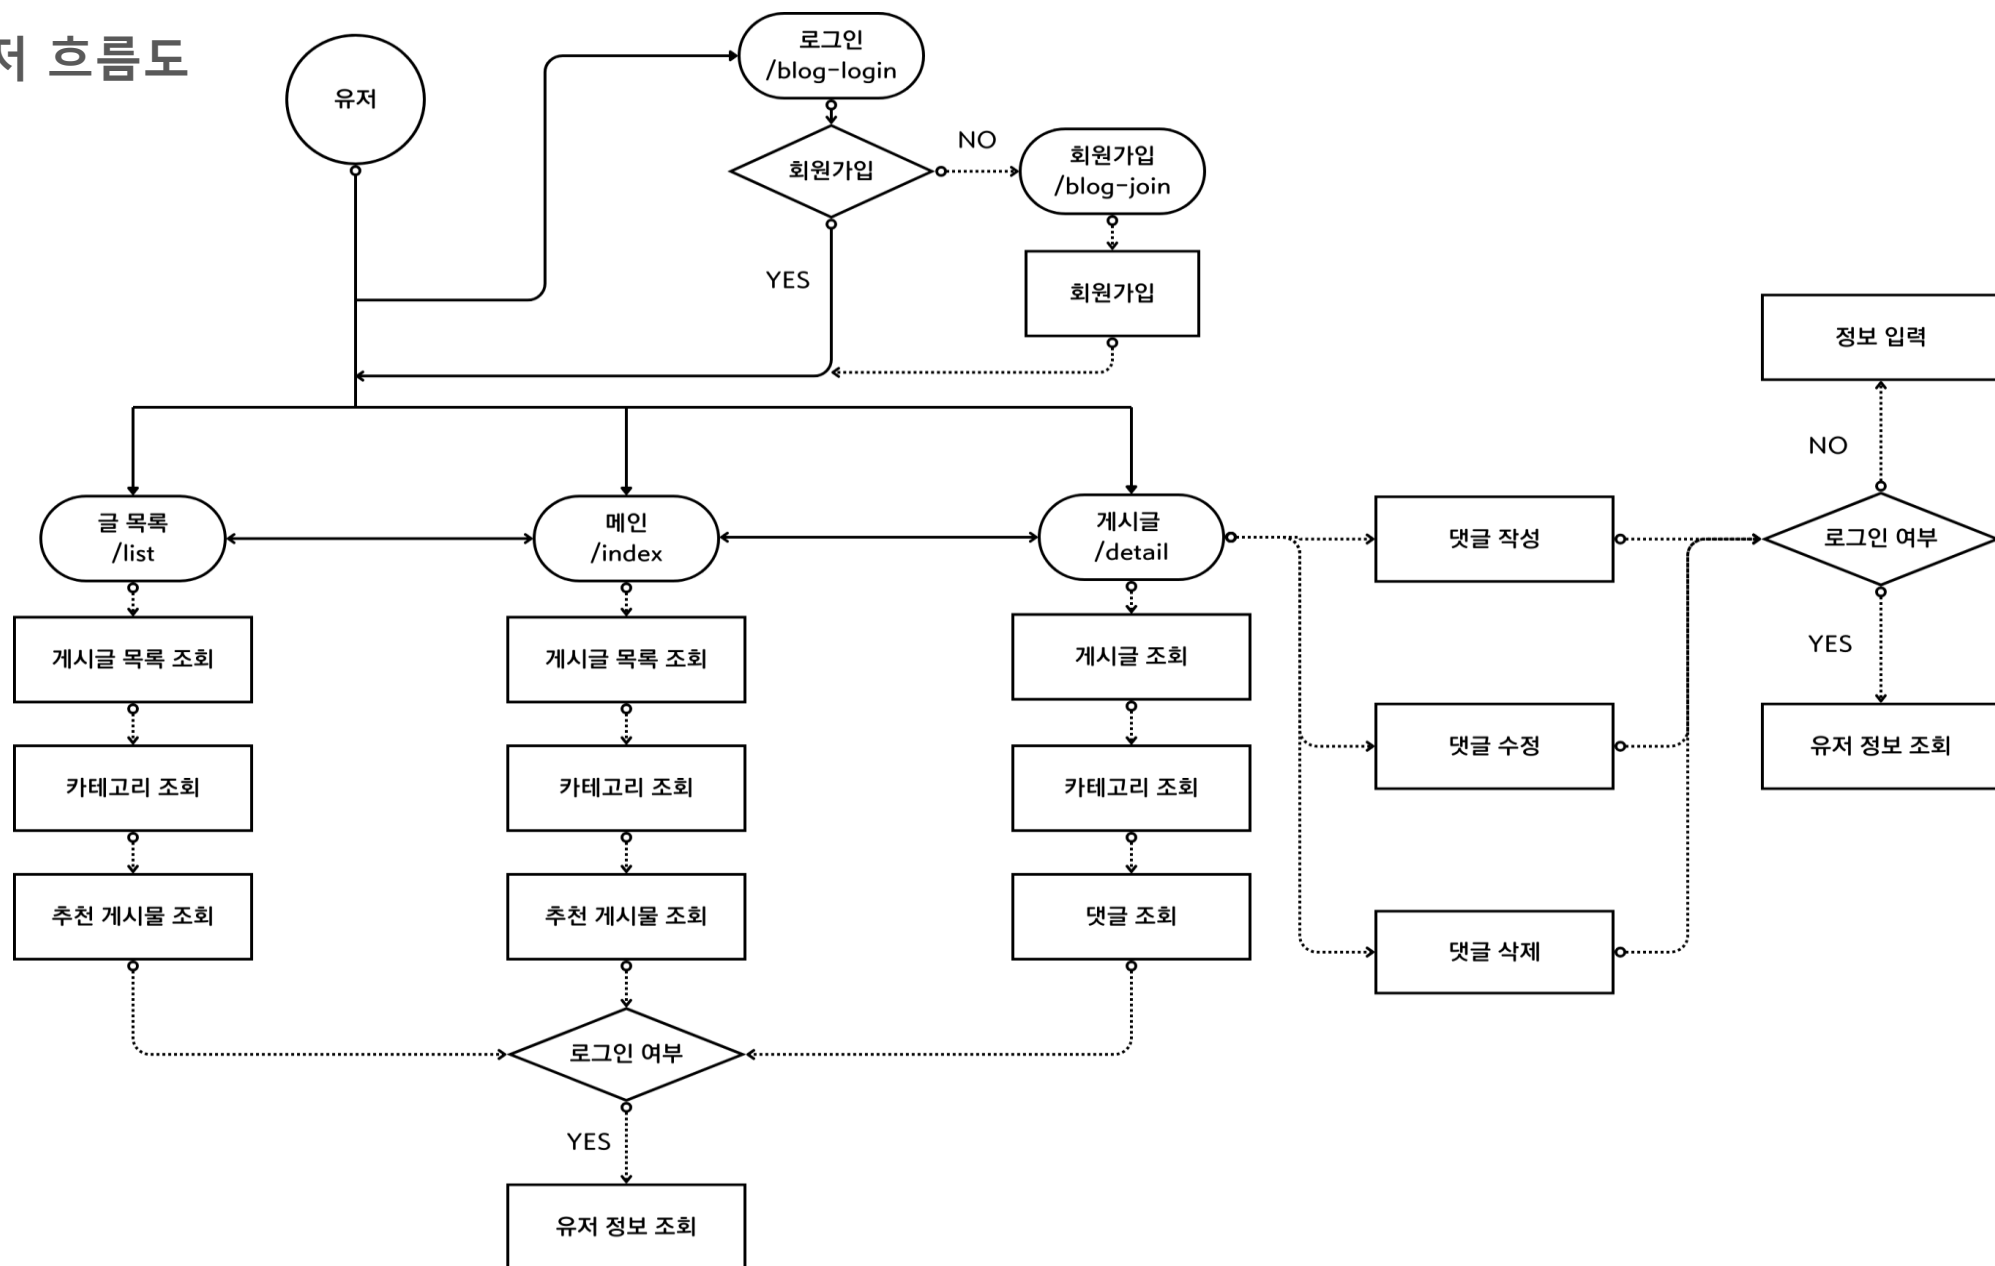 저 흐름도
유저
로그인
/blog-login
회원가입
NO
회원가입
/blog-join
YES
회원가입
정보 입력
NO
글 목록
/list
메인
/index
게시글
/detail
댓글 작성
로그인 여부
YES
게시글 목록 조회
게시글 목록 조회
게시글 조회
댓글 수정
유저 정보 조회
카테고리 조회
카테고리 조회
카테고리 조회
추천 게시물 조회
추천 게시물 조회
댓글 조회
댓글 삭제
로그인 여부
YES
유저 정보 조회